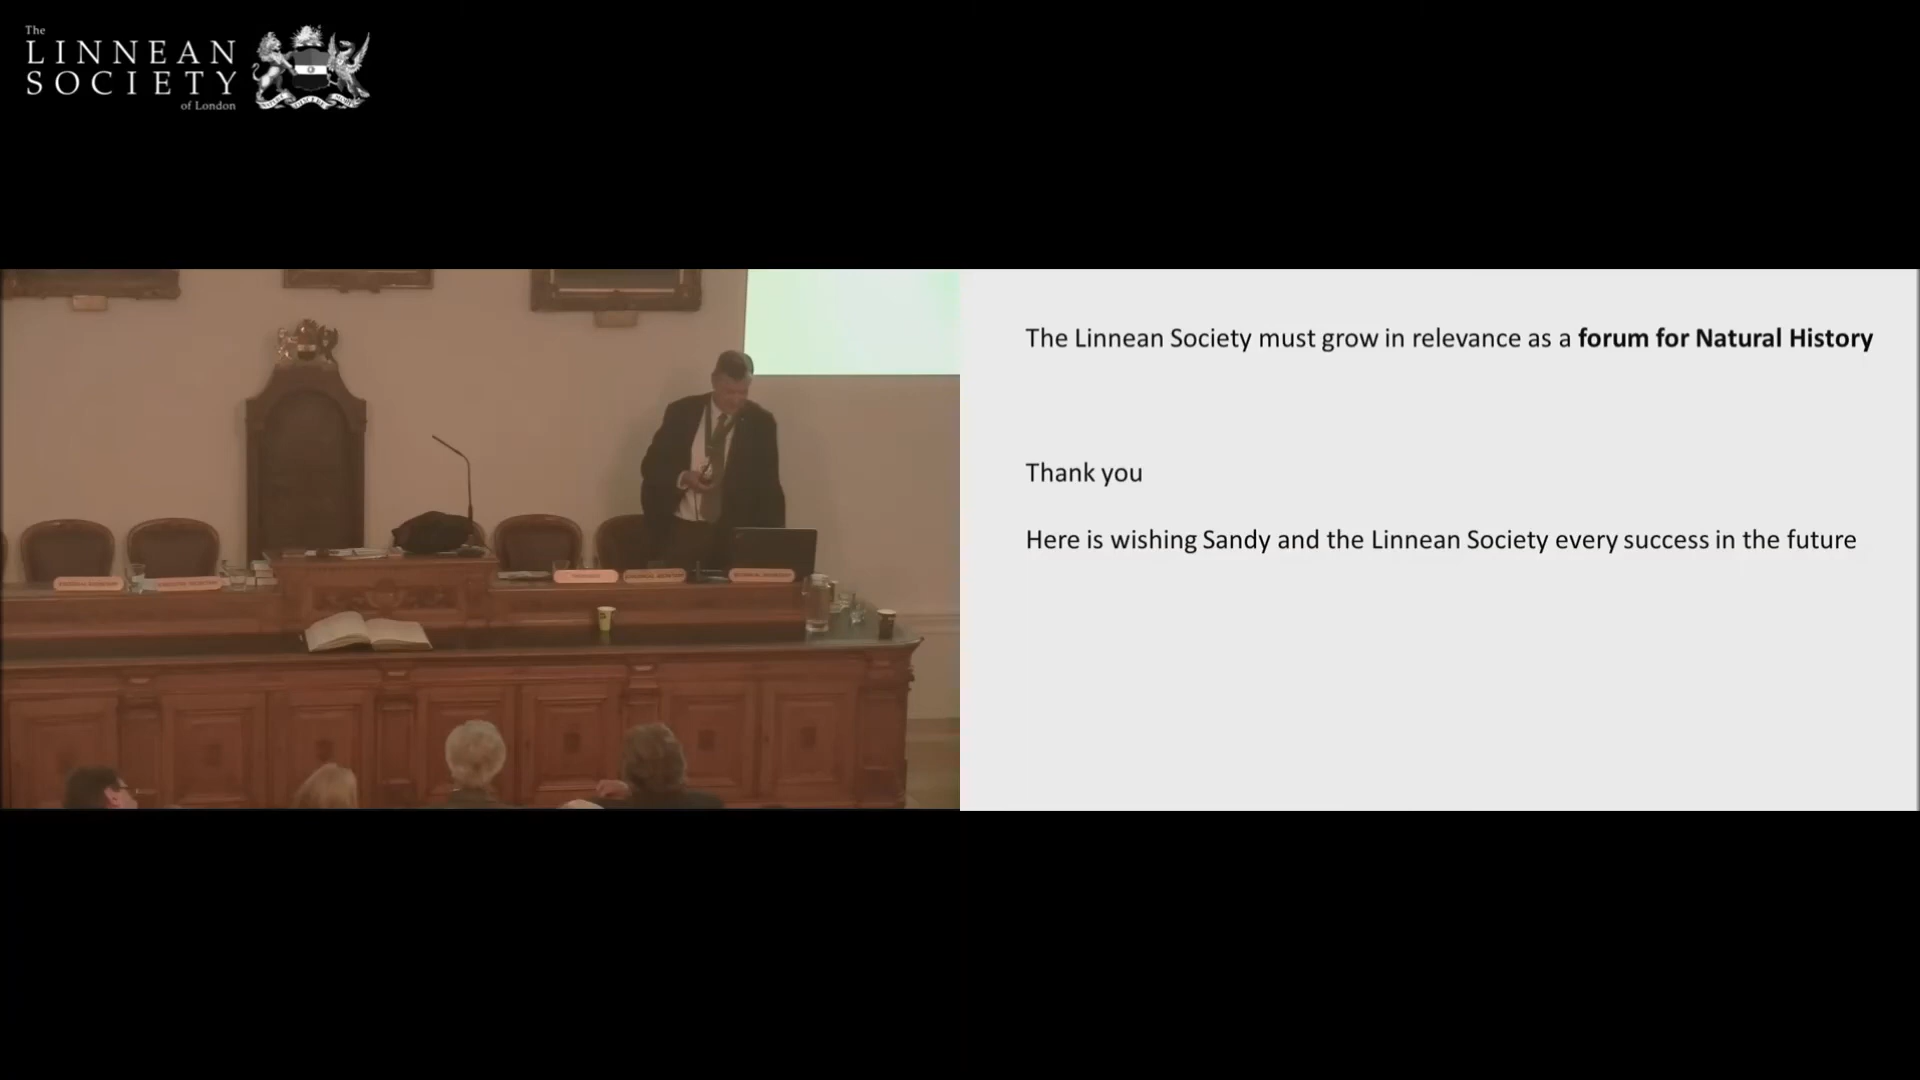 The
LINNEAN
SOCIETY
of London
The Linnean Society must grow in relevance as a forum for Natural History
Thank you
Here is wishing Sandy and the Linnean Society every success in the future